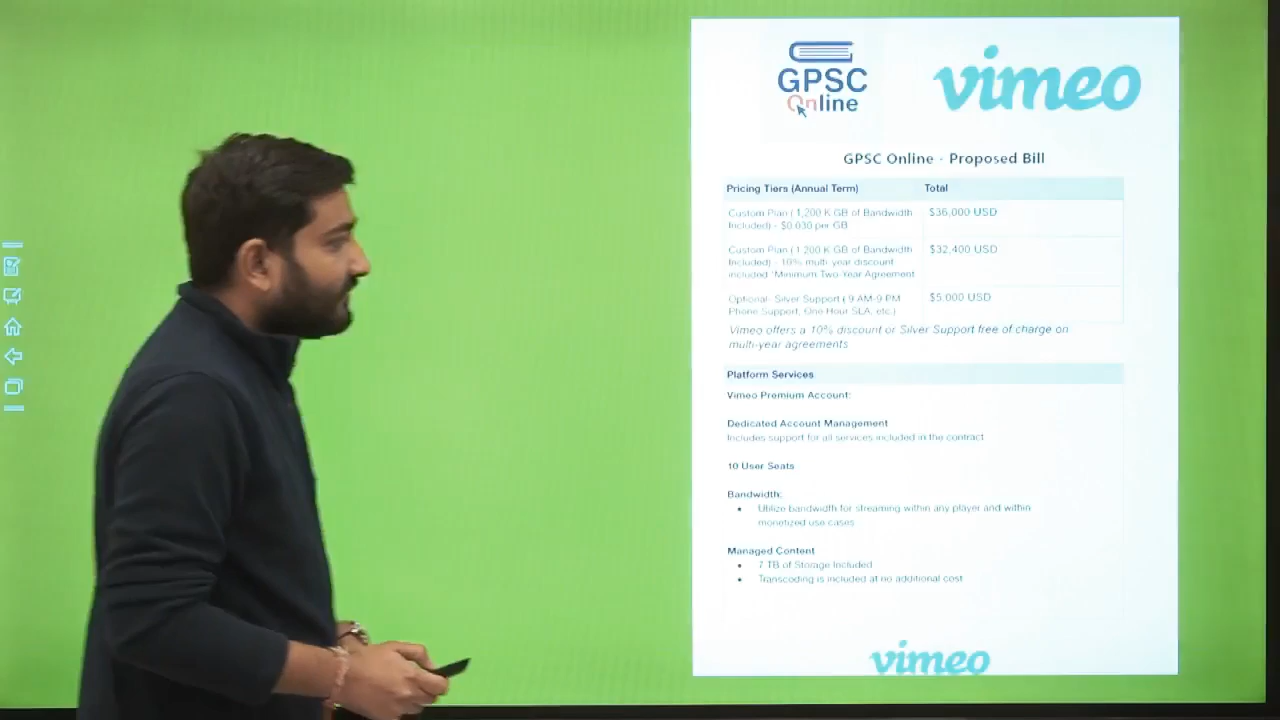 GPSC
Online
vimeo
GPSC Online - Proposed Bill
Pricing Tiers (Annual Term) Total
Custom Plan ( 1,200 K GB of Bandwidth $36,000 USD
Included) - $0.030 per GB
Custom Plan ( 1 200 K GB of Bandwidth $32,400 USD
Included) - 10% multi-year discount
included *Minimum Two-Year Agreement
Optional: Silver Support ( 9 AM-9 PM $5,000 USD
Phone Support, One Hour SLA, etc.)
Vimeo offers a 10% discount or Silver Support free of charge on
multi-year agreements
Platform Services
Vimeo Premium Account:
Dedicated Account Management
Includes support for all services included in the contract
10 User Seats
Bandwidth:
Utilize bandwidth for streaming within any player and within
monetized use cases
Managed Content
7 TB of Storage Included
Transcoding is included at no additional cost
vimeo